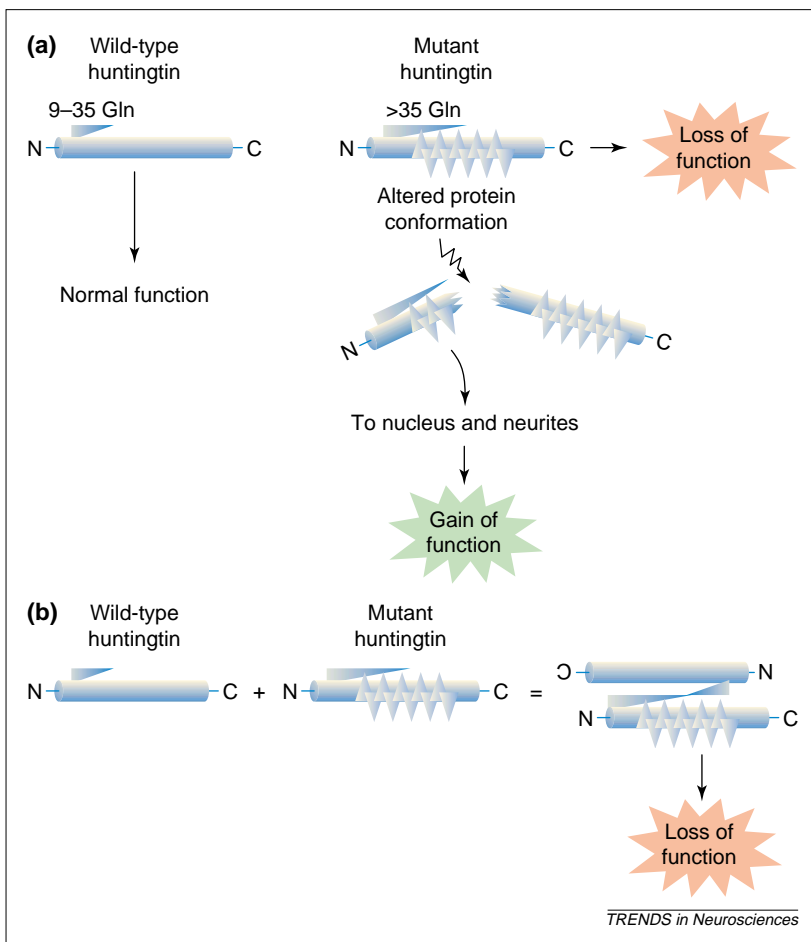 (a)
Wild-type
huntingtin
9–35 Gln
N
C
Normal function
Mutant
huntingtin
>35 Gln
N
C
Loss of
function
Altered protein
conformation
N
C
To nucleus and neurites
Gain of
function
(b)
Wild-type
huntingtin
Mutant
huntingtin
N
C
+
N
C
=
C
N
N
C
Loss of
function
TRENDS in Neurosciences